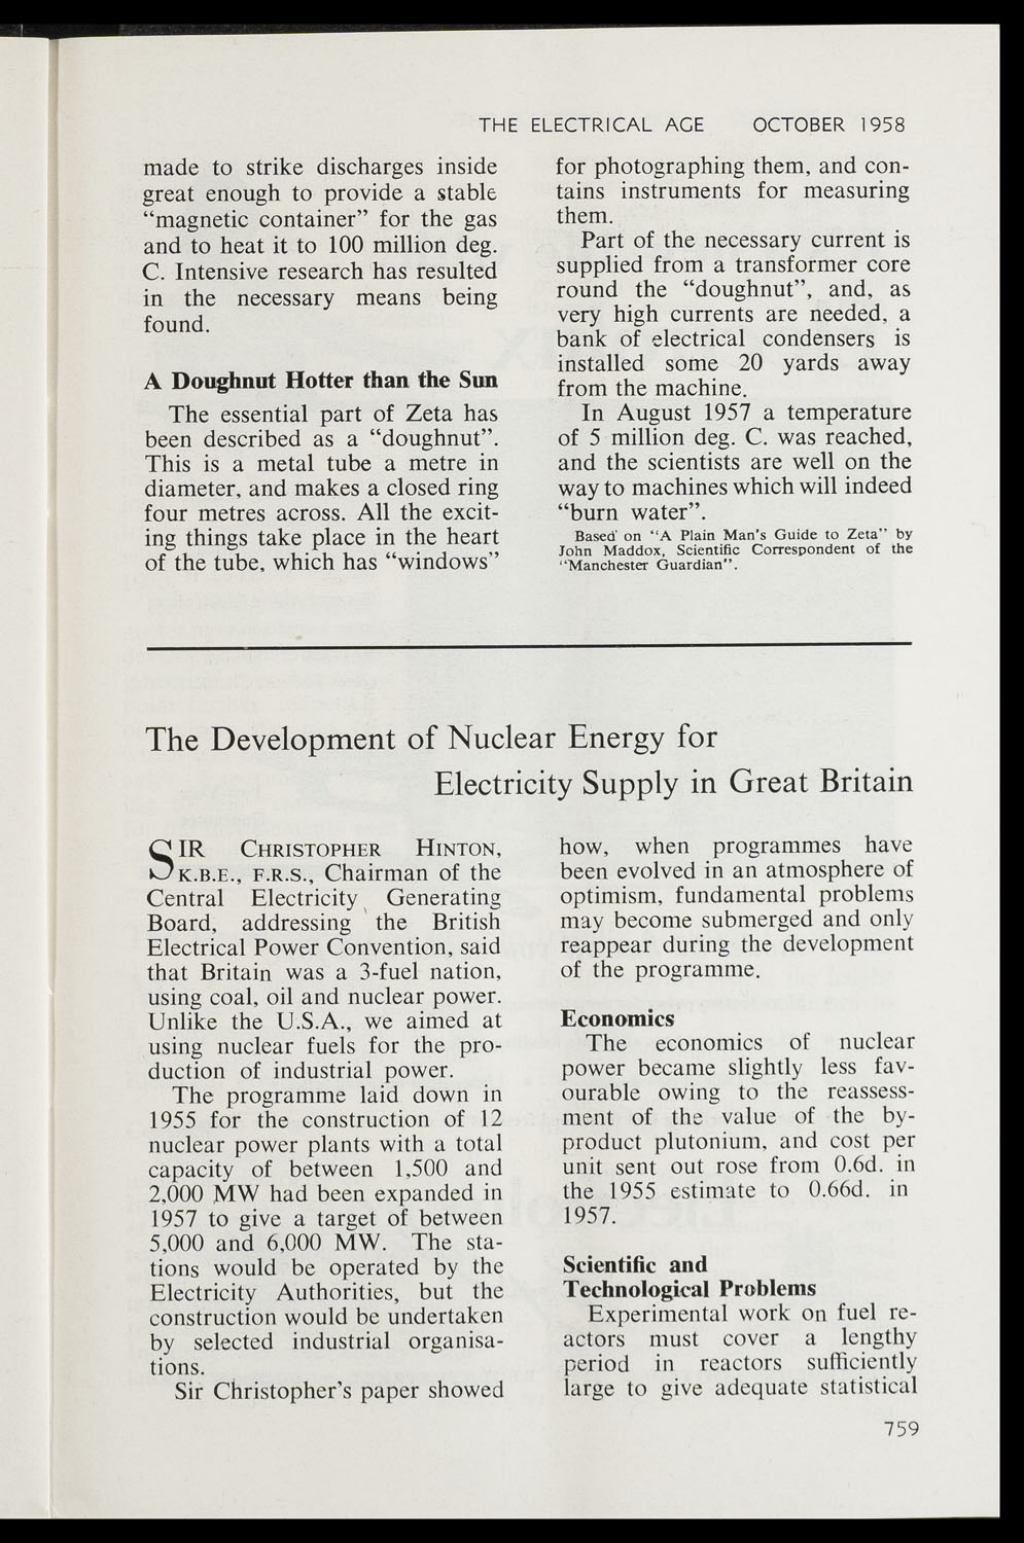 THE ELECTRICAL AGE OCTOBER 1958
made to strike discharges inside
great enough to provide a stable
“magnetic container” for the gas
and to heat it to 100 million deg.
C. Intensive research has resulted
in the necessary means being
found.
A Doughnut Hotter than the Sun
The essential part of Zeta has
been described as a “doughnut”.
This is a metal tube a metre in
diameter, and makes a closed ring
four metres across. All the excit-
ing things take place in the heart
of the tube, which has “windows”
for photographing them, and con-
tains instruments for measuring
them.
Part of the necessary current is
supplied from a transformer core
round the “doughnut”, and, as
very high currents are needed, a
bank of electrical condensers is
installed some 20 yards away
from the machine.
In August 1957 a temperature
of 5 million deg. C. was reached,
and the scientists are well on the
way to machines which will indeed
“burn water”.
Based on “A Plain Man's Guide to Zeta” by
John Maddox, Scientific Correspondent of the
“Manchester Guardian”.
The Development of Nuclear Energy for
Electricity Supply in Great Britain
SIR CHRISTOPHER HINTON,
K.B.E., F.R.S., Chairman of the
Central Electricity Generating
Board, addressing the British
Electrical Power Convention, said
that Britain was a 3-fuel nation,
using coal, oil and nuclear power.
Unlike the U.S.A., we aimed at
using nuclear fuels for the pro-
duction of industrial power.
The programme laid down in
1955 for the construction of 12
nuclear power plants with a total
capacity of between 1,500 and
2,000 MW had been expanded in
1957 to give a target of between
5,000 and 6,000 MW. The sta-
tions would be operated by the
Electricity Authorities, but the
construction would be undertaken
by selected industrial organisa-
tions.
Sir Christopher's paper showed
how, when programmes have
been evolved in an atmosphere of
optimism, fundamental problems
may become submerged and only
reappear during the development
of the programme.
Economics
The economics of nuclear
power became slightly less fav-
ourable owing to the reassess-
ment of the value of the by-
product plutonium, and cost per
unit sent out rose from 0.6d. in
the 1955 estimate to 0.66d. in
1957.
Scientific and
Technological Problems
Experimental work on fuel re-
actors must cover a lengthy
period in reactors sufficiently
large to give adequate statistical
759